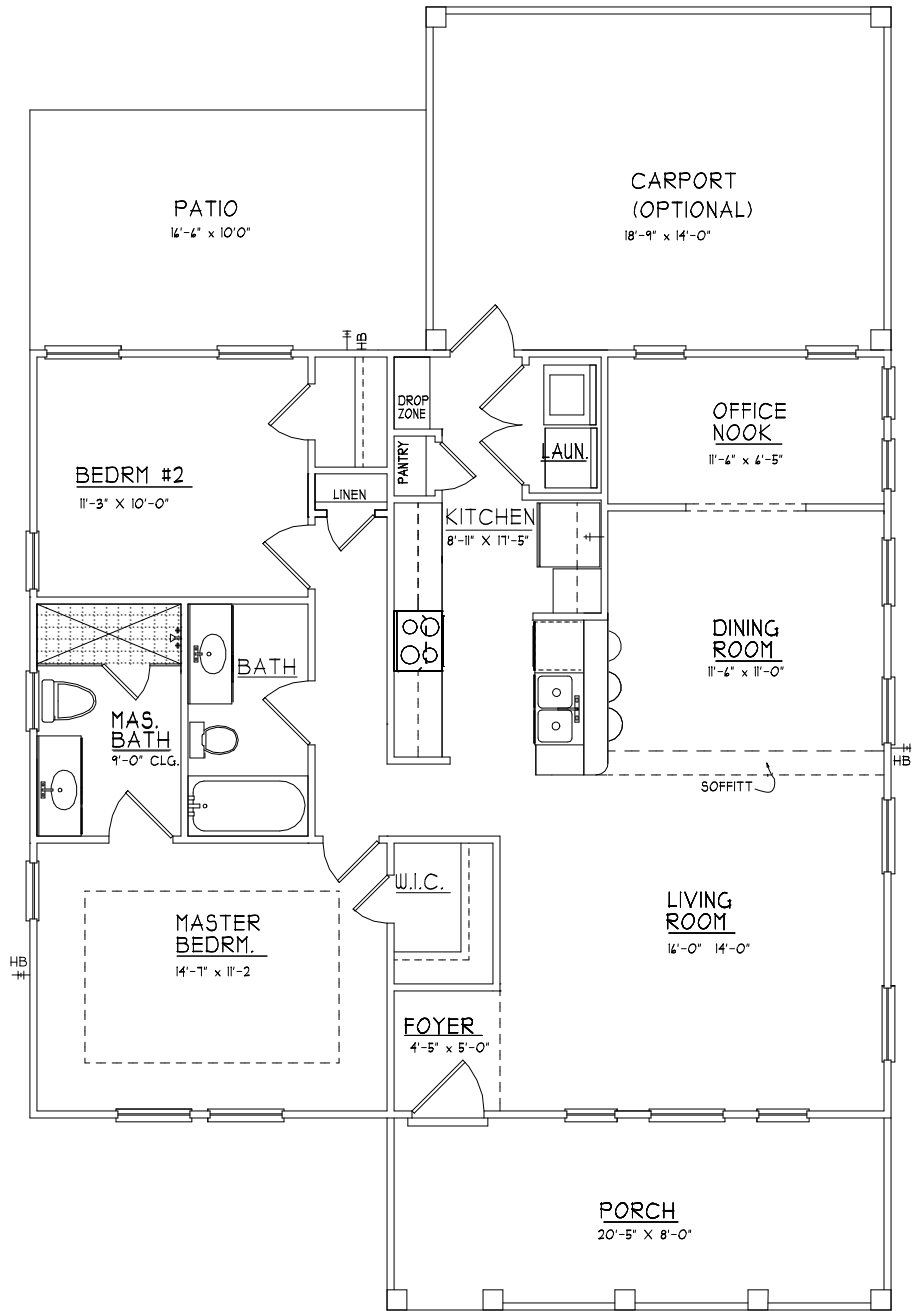 CARPORT
(OPTIONAL)
18'-9" x 14'-0"
PATIO
16'-6" x 10'0"
HB
DROP
ZONE
OFFICE
NOOK
11'-6" x 6'-5"
PANTRY
LAUN.
BEDRM #2
11'-3" X 10'-0"
LINEN
KITCHEN
8'-11" X 17'-5"
DINING
ROOM
11'-6" x 11'-0"
BATH
MAS.
BATH
9'-0" CLG.
HB
SOFFITT
W.I.C.
LIVING
ROOM
16'-0" 14'-0"
MASTER
BEDRM.
14'-7" x 11'-2
HB
FOYER
4'-5" x 5'-0"
PORCH
20'-5" X 8'-0"